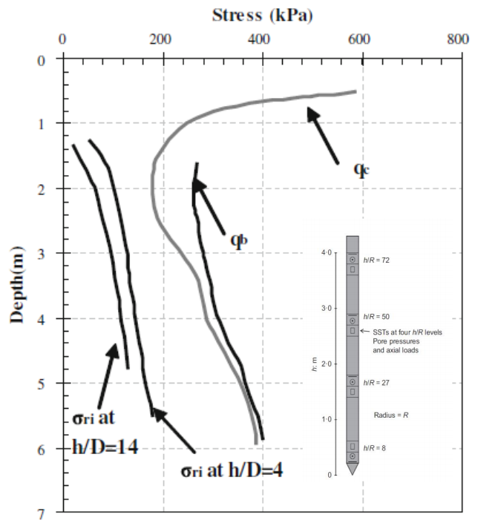 Stress (kPa)
0 200 400 600 800
0
1
2
3
4
5
6
7
Depth(m)
qc
qb
σri at
h/D=14
σri at h/D=4
4·0
3·0
2·0
1·0
0
h: m
h/R = 72
h/R = 50
SSTs at four h/R levels
Pore pressures
and axial loads
h/R = 27
Radius = R
h/R = 8